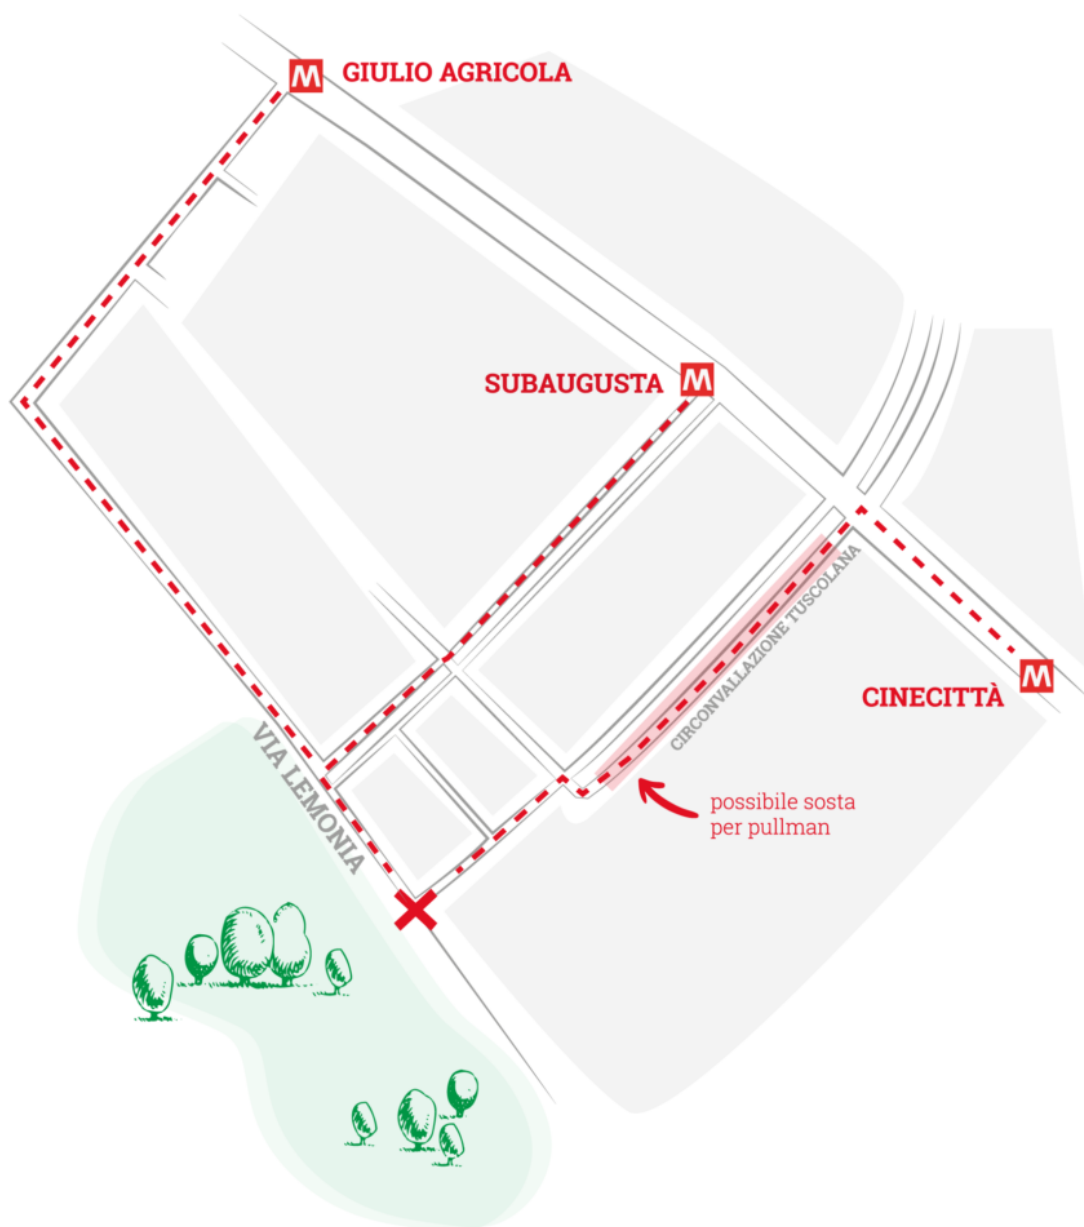 M GIULIO AGRICOLA
SUBAUGUSTA M
CIRCONVALLAZIONE TUSCOLANA
M
CINECITTÀ
VIA LEMONIA
possibile sosta
per pullman